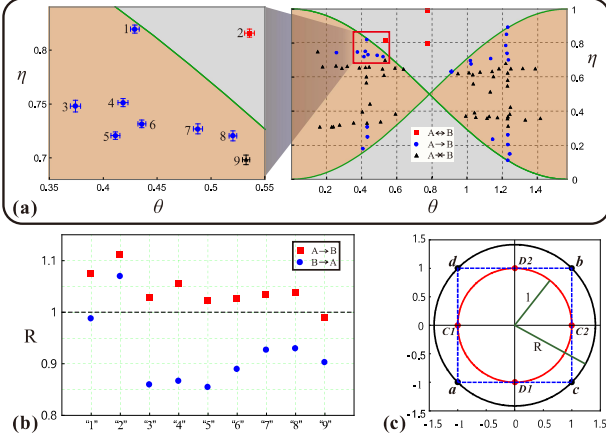 η
0.8
0.75
0.7
0.35
0.4
0.45
0.5
0.55
θ
(a)
1
2
3
4
5
6
7
8
9
1
0.8
0.6
0.4
0.2
0
η
0
0.2
0.4
0.6
0.8
1
1.2
1.4
θ
A↔B
A→B
A⇸B
R
1.1
1
0.9
0.8
"1"
"2"
"3"
"4"
"5"
"6"
"7"
"8"
"9"
A→B
B→A
(b)
1.5
1
0.5
0
-0.5
-1
-1.5
-1.5
-1
-0.5
0
0.5
1
1.5
d
D2
b
1
C1
C2
R
a
D1
c
(c)